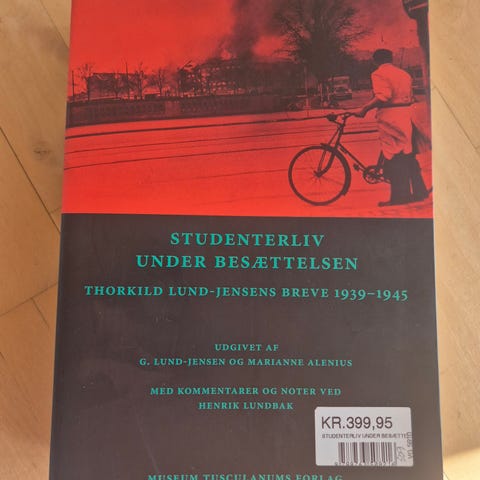 STUDENTERLIV
UNDER BESÆTTELSEN
THORKILD LUND-JENSENS BREVE 1939–1945
UDGIVET AF
G. LUND-JENSEN OG MARIANNE ALENIUS
MED KOMMENTARER OG NOTER VED
HENRIK LUNDBAK
KR.399,95
STUDENTERLIV UNDER BESÆTTEL
MUSEUM TUSCULANUMS FORLAG